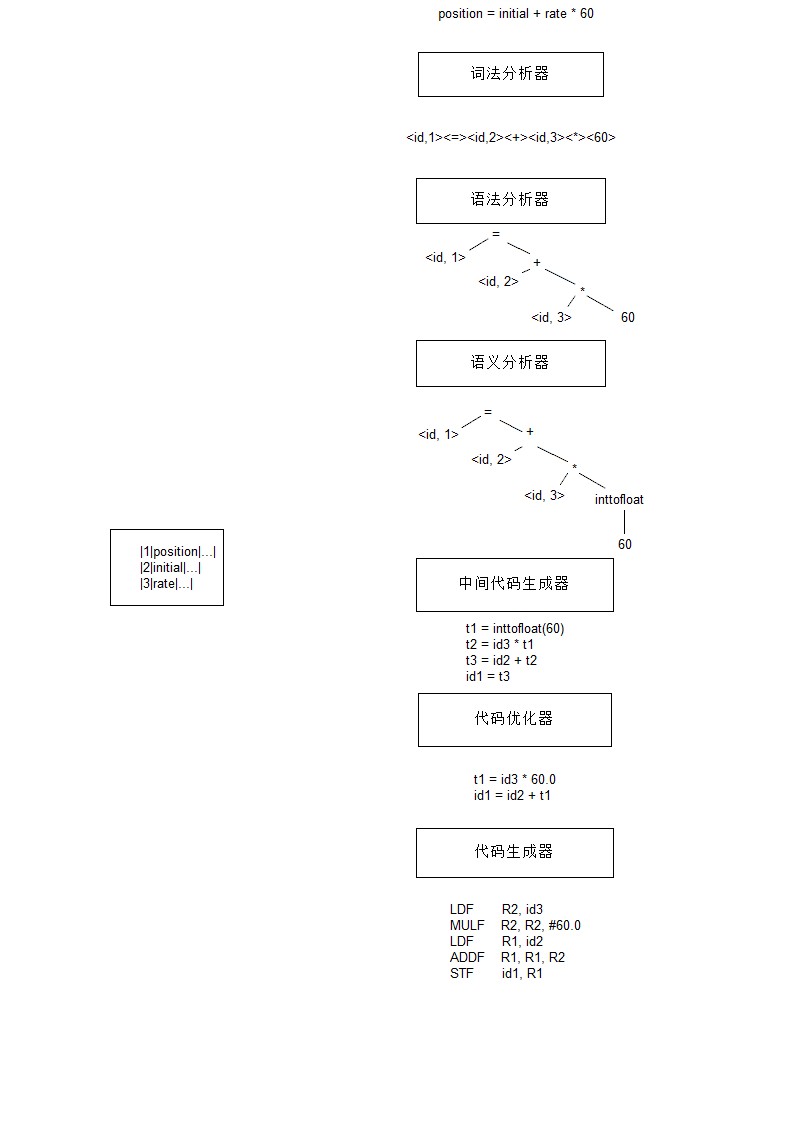 position = initial + rate * 60
词法分析器
<id,1><=><id,2><+><id,3><*><60>
语法分析器
=
<id, 1>
+
<id, 2>
*
<id, 3>
60
语义分析器
=
<id, 1>
+
<id, 2>
*
<id, 3>
inttofloat
60
|1|position|...|
|2|initial|...|
|3|rate|...|
中间代码生成器
t1 = inttofloat(60)
t2 = id3 * t1
t3 = id2 + t2
id1 = t3
代码优化器
t1 = id3 * 60.0
id1 = id2 + t1
代码生成器
LDF R2, id3
MULF R2, R2, #60.0
LDF R1, id2
ADDF R1, R1, R2
STF id1, R1